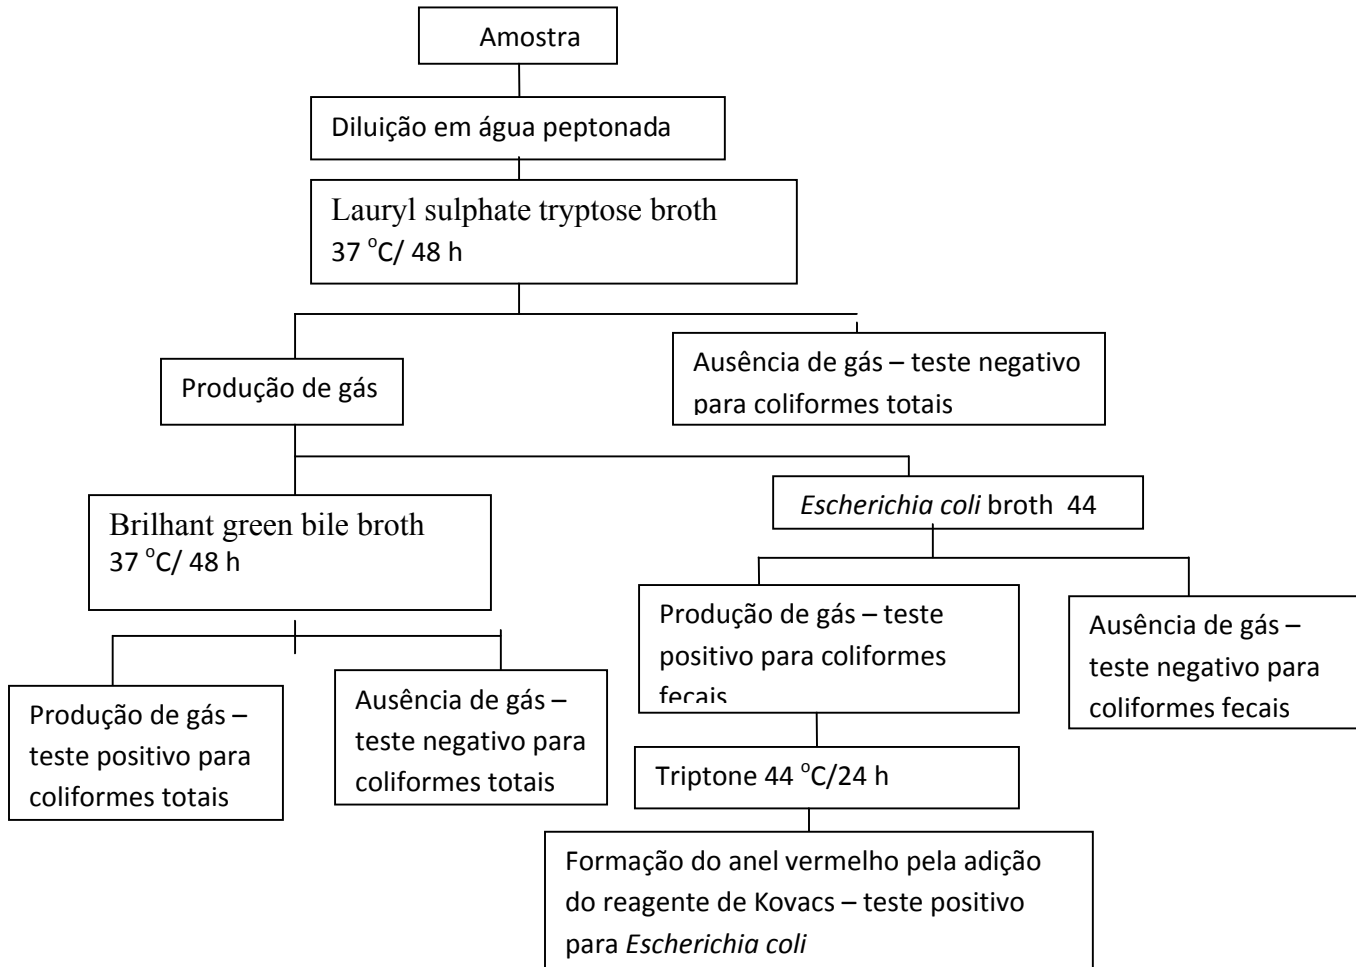 Amostra
Diluição em água peptonada
Lauryl sulphate tryptose broth
37 °C/ 48 h
Produção de gás
Ausência de gás – teste negativo
para coliformes totais
Brilhant green bile broth
37 °C/ 48 h
Escherichia coli broth 44
Produção de gás –
teste positivo para
coliformes totais
Ausência de gás –
teste negativo para
coliformes totais
Produção de gás – teste
positivo para coliformes
fecais
Ausência de gás –
teste negativo para
coliformes fecais
Triptone 44 °C/24 h
Formação do anel vermelho pela adição
do reagente de Kovacs – teste positivo
para Escherichia coli